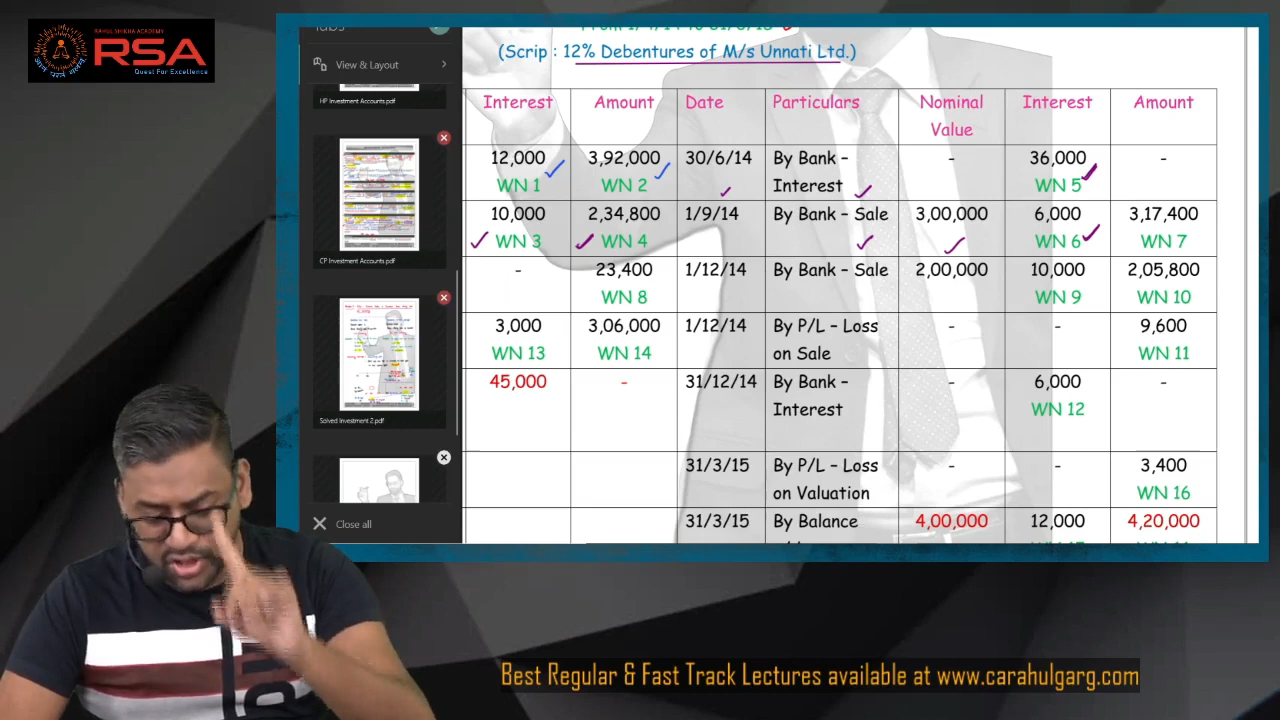 RAHUL SHIKHA ACADEMY
RSA
Quest For Excellence
View & Layout
HP Investment Accounts.pdf
CP Investment Accounts.pdf
Solved Investment 2.pdf
Close all
(Scrip : 12% Debentures of M/s Unnati Ltd.)
Interest Amount Date Particulars Nominal Value Interest Amount
12,000 3,92,000 30/6/14 By Bank – 36,000 -
WN 1 WN 2 Interest WN 5
10,000 2,34,800 1/9/14 By Bank – Sale 3,00,000 6,000 3,17,400
WN 3 WN 4 WN 6 WN 7
- 23,400 1/12/14 By Bank – Sale 2,00,000 10,000 2,05,800
WN 8 WN 9 WN 10
3,000 3,06,000 1/12/14 By P/L – Loss - - 9,600
WN 13 WN 14 on Sale WN 11
45,000 - 31/12/14 By Bank – - 6,000 -
Interest WN 12
31/3/15 By P/L – Loss - - 3,400
on Valuation WN 16
31/3/15 By Balance 4,00,000 12,000 4,20,000
Best Regular & Fast Track Lectures available at www.carahulgarg.com